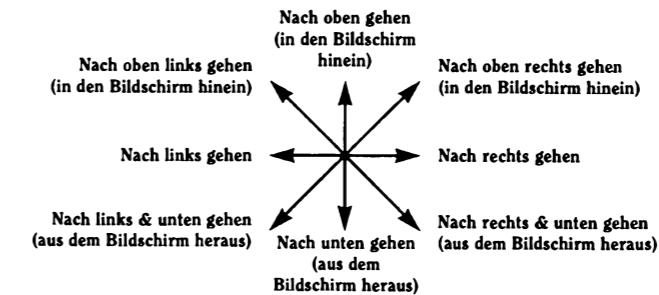 Nach oben gehen
(in den Bildschirm
hinein)
Nach oben links gehen
(in den Bildschirm hinein)
Nach oben rechts gehen
(in den Bildschirm hinein)
Nach links gehen
Nach rechts gehen
Nach links & unten gehen
(aus dem Bildschirm heraus)
Nach unten gehen
(aus dem
Bildschirm heraus)
Nach rechts & unten gehen
(aus dem Bildschirm heraus)